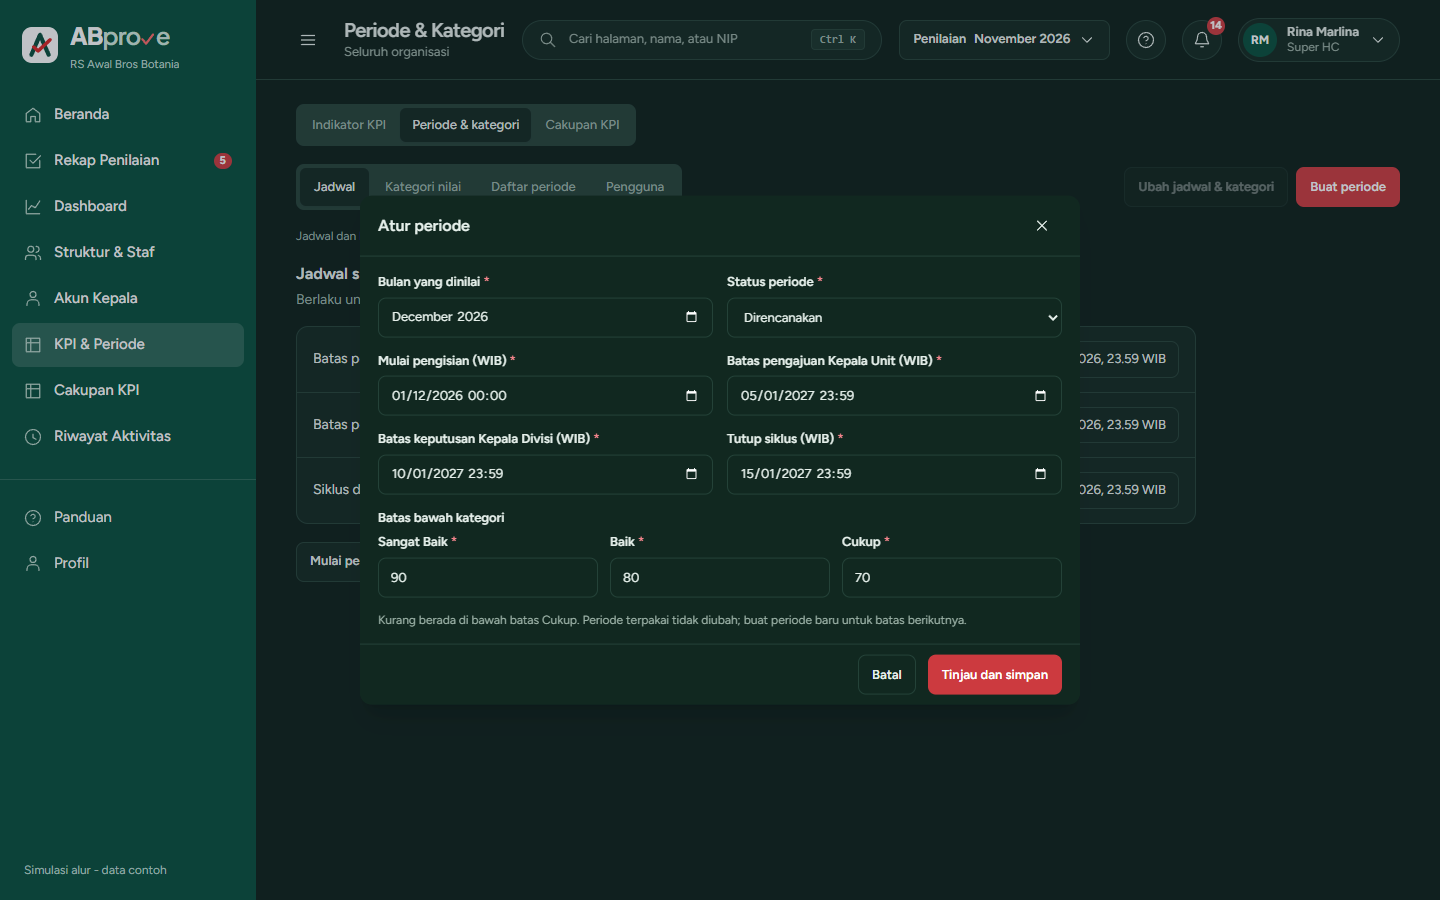 ABprove
RS Awal Bros Botania
Beranda
Rekap Penilaian 5
Dashboard
Struktur & Staf
Akun Kepala
KPI & Periode
Cakupan KPI
Riwayat Aktivitas
Panduan
Profil
Simulasi alur - data contoh
Periode & Kategori
Seluruh organisasi
Cari halaman, nama, atau NIP Ctrl K
Penilaian November 2026
14
RM
Rina Marlina
Super HC
Indikator KPI Periode & kategori Cakupan KPI
Jadwal Kategori nilai Daftar periode Pengguna
Ubah jadwal & kategori Buat periode
Jadwal dan
Jadwal s
Berlaku un
Batas p 026, 23.59 WIB
Batas p 026, 23.59 WIB
Siklus d 026, 23.59 WIB
Mulai pe
Atur periode
Bulan yang dinilai * Status periode *
December 2026 Direncanakan
Mulai pengisian (WIB) * Batas pengajuan Kepala Unit (WIB) *
01/12/2026 00:00 05/01/2027 23:59
Batas keputusan Kepala Divisi (WIB) * Tutup siklus (WIB) *
10/01/2027 23:59 15/01/2027 23:59
Batas bawah kategori
Sangat Baik * Baik * Cukup *
90 80 70
Kurang berada di bawah batas Cukup. Periode terpakai tidak diubah; buat periode baru untuk batas berikutnya.
Batal Tinjau dan simpan